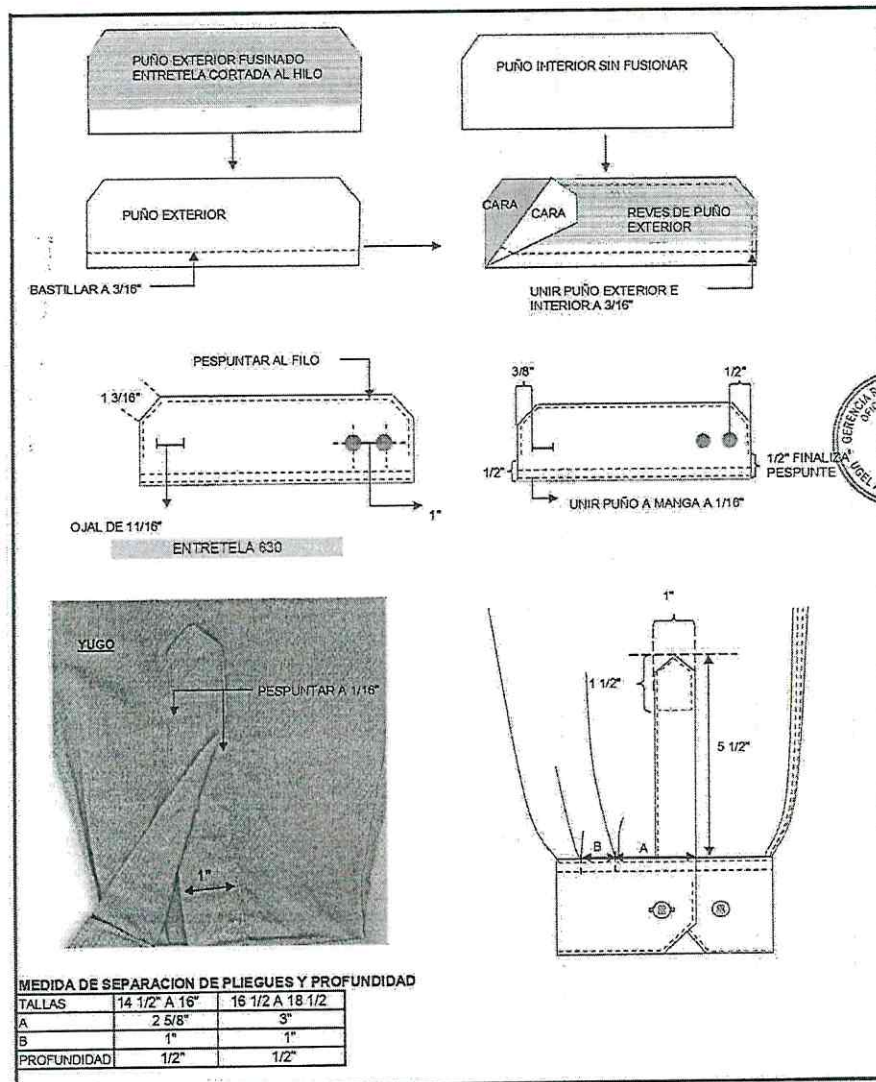 PUÑO EXTERIOR FUSINADO
ENTRETELA CORTADA AL HILO
PUÑO INTERIOR SIN FUSIONAR
PUÑO EXTERIOR
CARA
CARA
REVES DE PUÑO
EXTERIOR
BASTILLAR A 3/16"
UNIR PUÑO EXTERIOR E
INTERIOR A 3/16"
PESPUNTAR AL FILO
1 3/16"
3/8"
1/2"
1/2"
1/2" FINALIZA
PESPUNTE
UNIR PUÑO A MANGA A 1/16"
1"
OJAL DE 11/16"
ENTRETELA 630
GERENCIA
UGEL
YUGO
PESPUNTAR A 1/16"
1"
1"
1 1/2"
5 1/2"
B
A
MEDIDA DE SEPARACION DE PLIEGUES Y PROFUNDIDAD
TALLAS 14 1/2" A 16" 16 1/2 A 18 1/2
A 2 5/8" 3"
B 1" 1"
PROFUNDIDAD 1/2" 1/2"